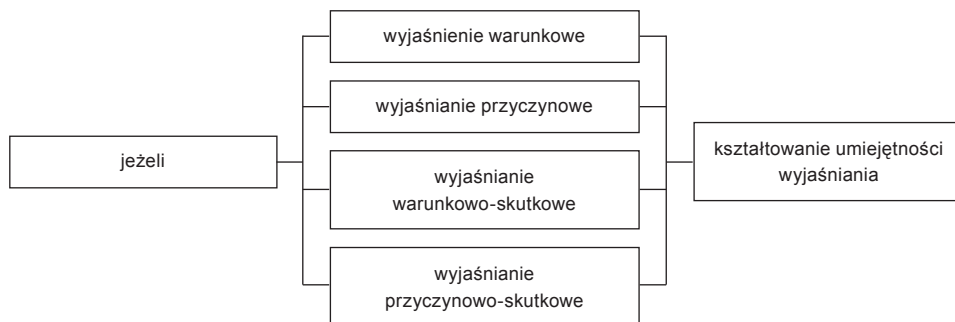 jeżeli
wyjaśnienie warunkowe
wyjaśnianie przyczynowe
wyjaśnianie
warunkowo-skutkowe
wyjaśnianie
przyczynowo-skutkowe
kształtowanie umiejętności
wyjaśniania